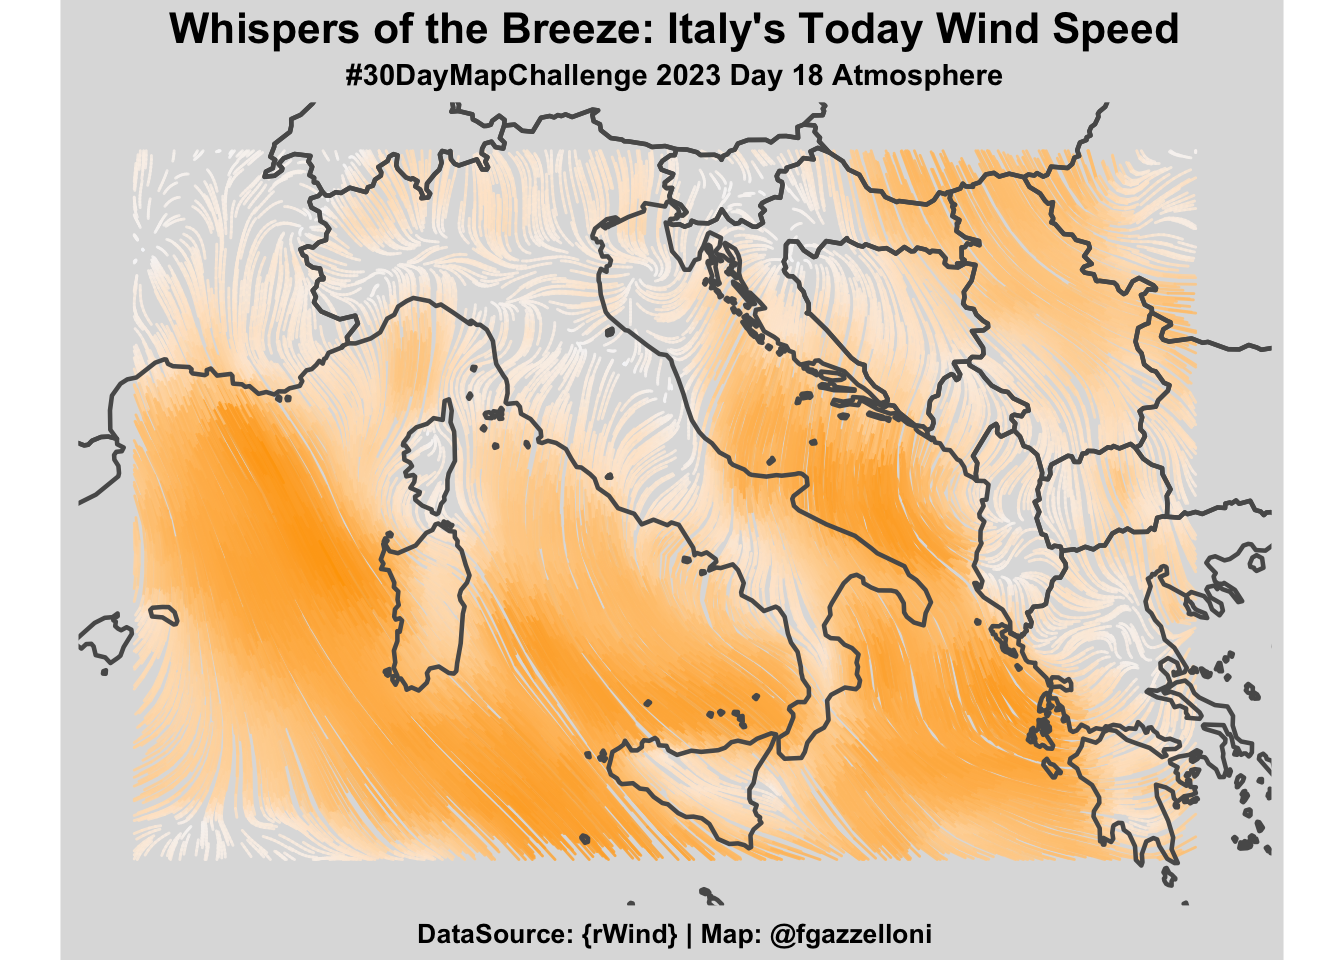 Whispers of the Breeze: Italy's Today Wind Speed
#30DayMapChallenge 2023 Day 18 Atmosphere
DataSource: {rWind} | Map: @fgazzelloni